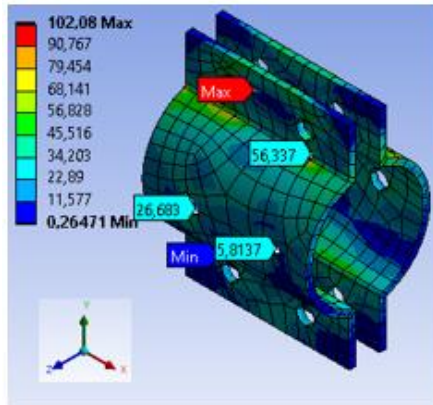 102,08 Max
90,767
79,454
68,141
56,828
45,516
34,203
22,89
11,577
0,26471 Min
Max
56,337
26,683
5,8137
Min
Y
Z
X